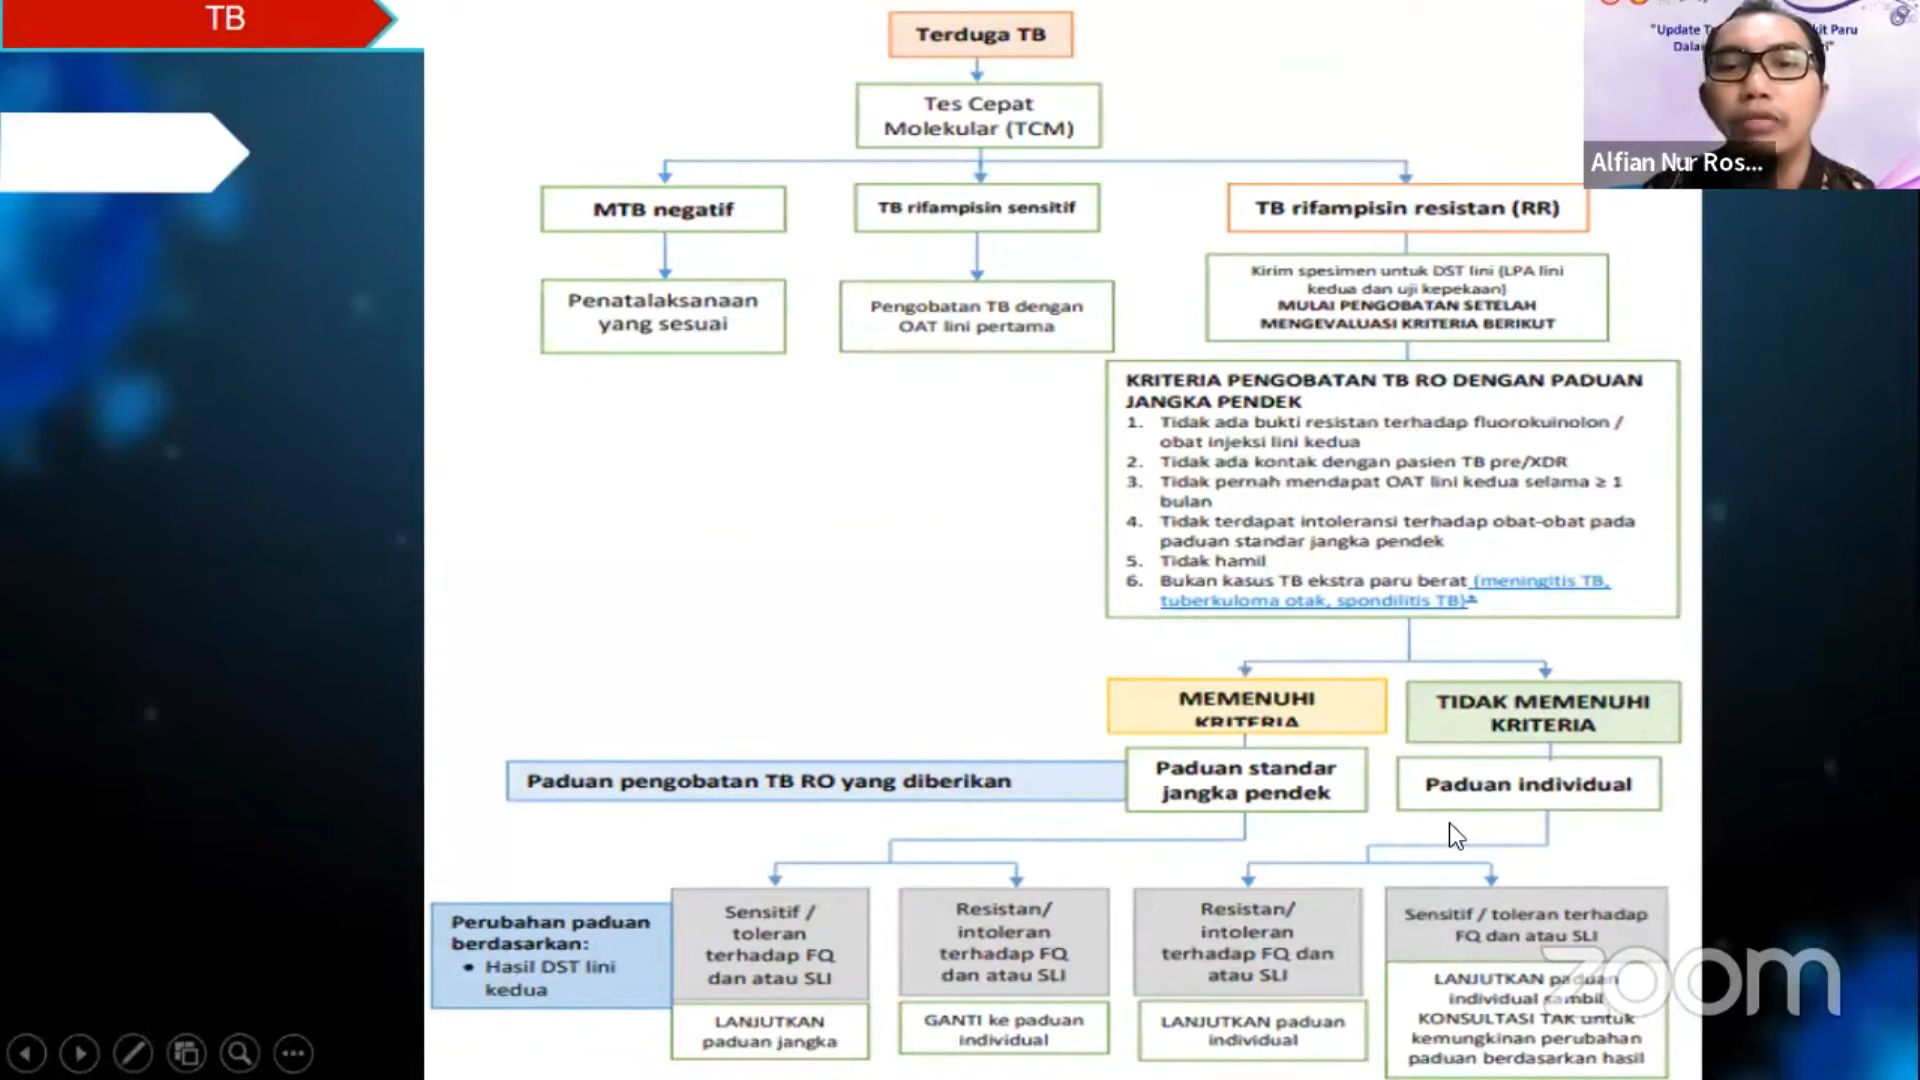 TB
Terduga TB
Tes Cepat
Molekular (TCM)
MTB negatif
TB rifampisin sensitif
TB rifampisin resistan (RR)
Penatalaksanaan
yang sesuai
Pengobatan TB dengan
OAT lini pertama
Kirim spesimen untuk DST lini (LPA lini
kedua dan uji kepekaan)
MULAI PENGOBATAN SETELAH
MENGEVALUASI KRITERIA BERIKUT
KRITERIA PENGOBATAN TB RO DENGAN PADUAN
JANGKA PENDEK
1. Tidak ada bukti resistan terhadap fluorokuinolon /
obat injeksi lini kedua
2. Tidak ada kontak dengan pasien TB pre/XDR
3. Tidak pernah mendapat OAT lini kedua selama ≥ 1
bulan
4. Tidak terdapat intoleransi terhadap obat-obat pada
paduan standar jangka pendek
5. Tidak hamil
6. Bukan kasus TB ekstra paru berat (meningitis TB,
tuberkuloma otak, spondilitis TB)
MEMENUHI
KRITERIA
TIDAK MEMENUHI
KRITERIA
Paduan pengobatan TB RO yang diberikan
Paduan standar
jangka pendek
Paduan individual
Perubahan paduan
berdasarkan:
• Hasil DST lini
kedua
Sensitif /
toleran
terhadap FQ
dan atau SLI
LANJUTKAN
paduan jangka
Resistan/
intoleran
terhadap FQ
dan atau SLI
GANTI ke paduan
individual
Resistan/
intoleran
terhadap FQ dan
atau SLI
LANJUTKAN paduan
individual
Sensitif / toleran terhadap
FQ dan atau SLI
LANJUTKAN paduan
individual sambil
KONSULTASI TAK untuk
kemungkinan perubahan
paduan berdasarkan hasil
"Update
kit Paru
Alfian Nur Ros...
zoom